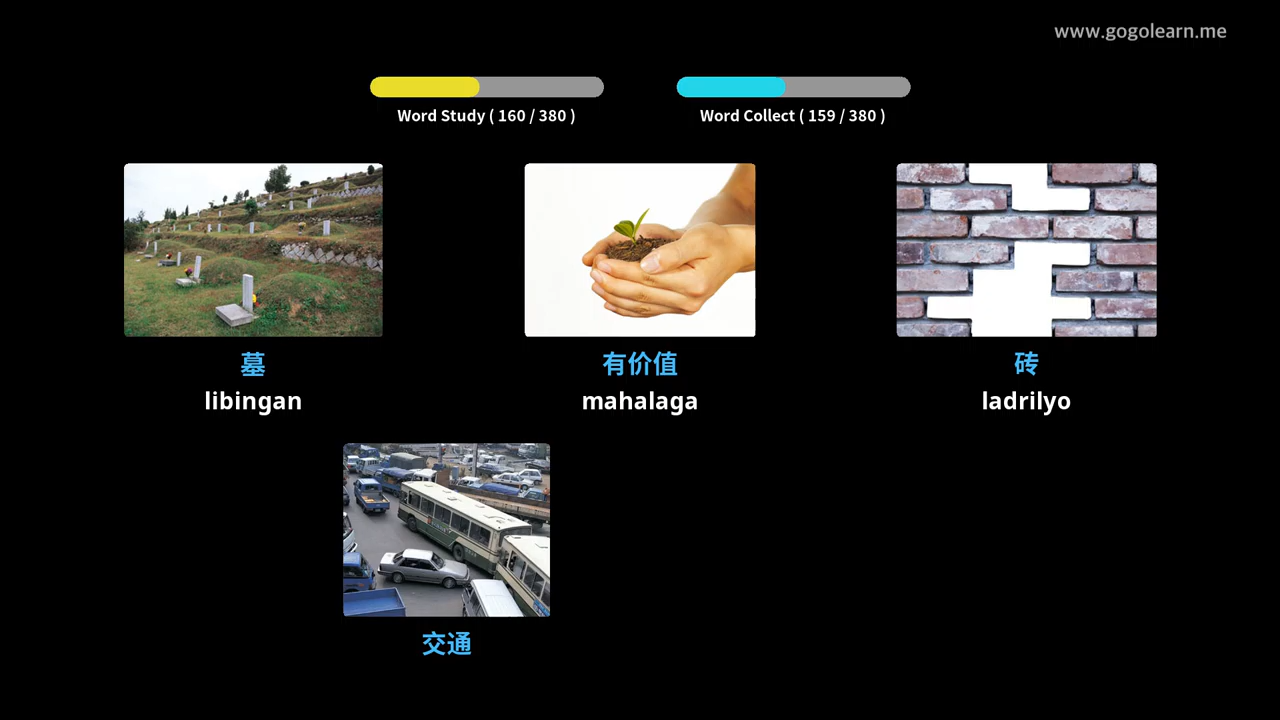 www.gogolearn.me
Word Study ( 160 / 380 )
Word Collect ( 159 / 380 )
墓
libingan
有价值
mahalaga
砖
ladrilyo
交通